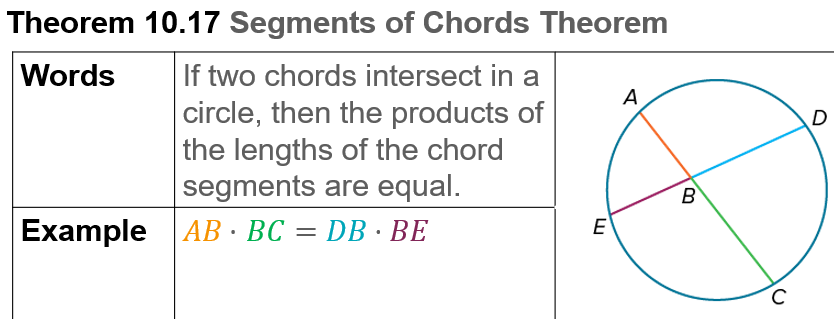 Theorem 10.17 Segments of Chords Theorem
Words
If two chords intersect in a
circle, then the products of
the lengths of the chord
segments are equal.
Example
AB · BC = DB · BE
A
D
B
E
C